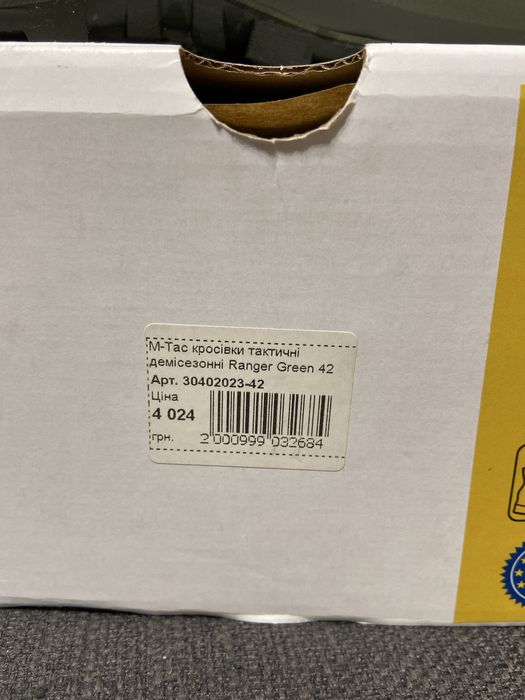 M-Tac кросівки тактичні
демісезонні Ranger Green 42
Арт. 30402023-42
Ціна
4 024
грн.
2 000999 032684